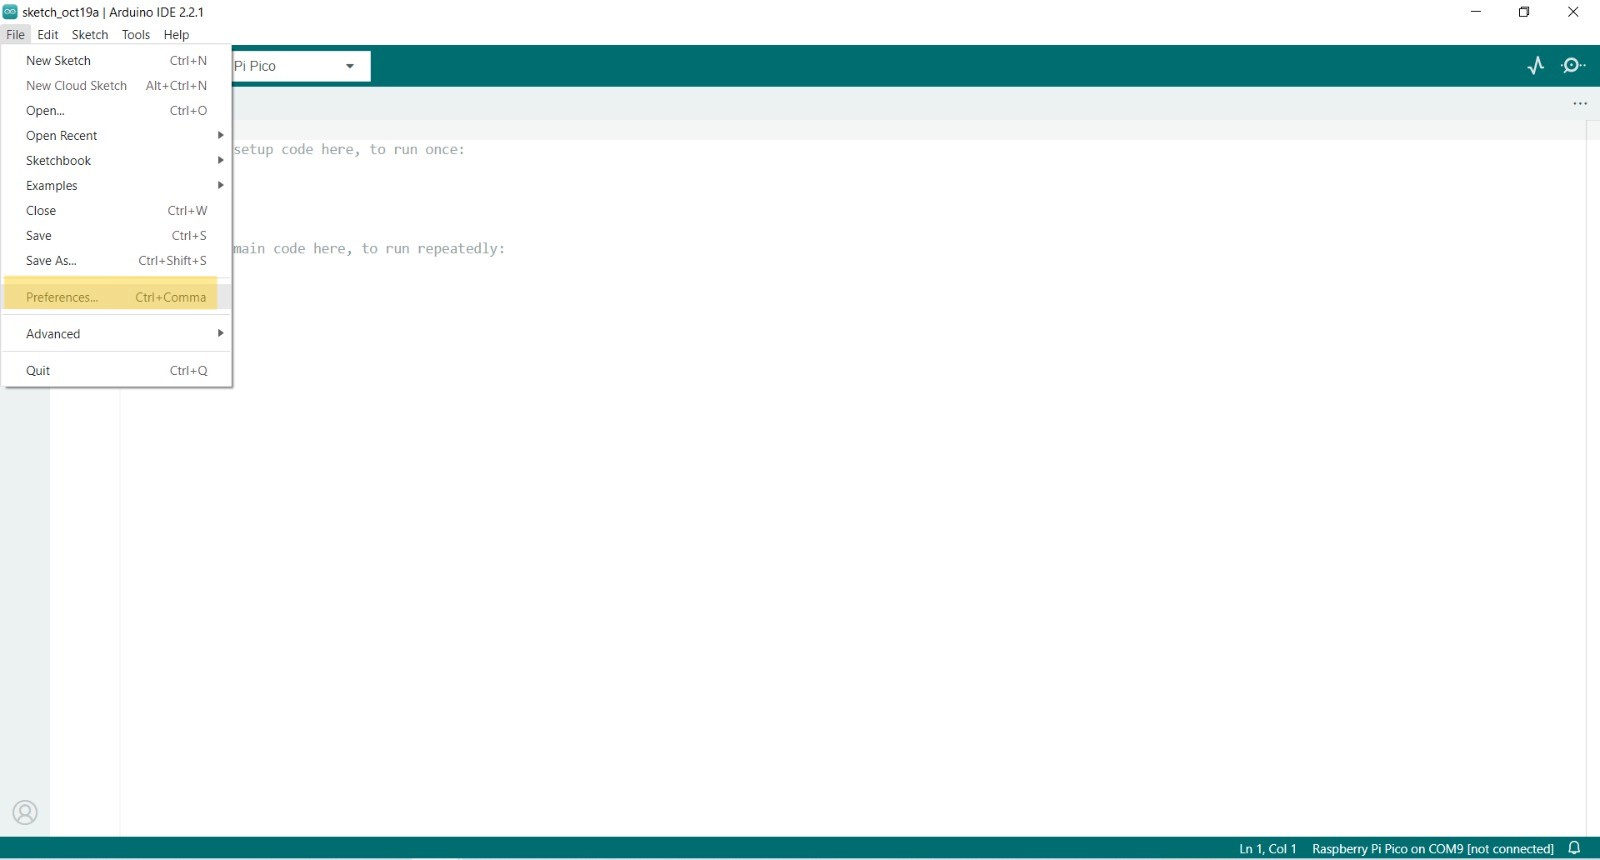 sketch_oct19a | Arduino IDE 2.2.1
File Edit Sketch Tools Help
New Sketch Ctrl+N
Pi Pico
New Cloud Sketch Alt+Ctrl+N
Open... Ctrl+O
Open Recent
setup code here, to run once:
Sketchbook
Examples
Close Ctrl+W
Save Ctrl+S
main code here, to run repeatedly:
Save As... Ctrl+Shift+S
Preferences... Ctrl+Comma
Advanced
Quit Ctrl+Q
Ln 1, Col 1 Raspberry Pi Pico on COM9 [not connected]